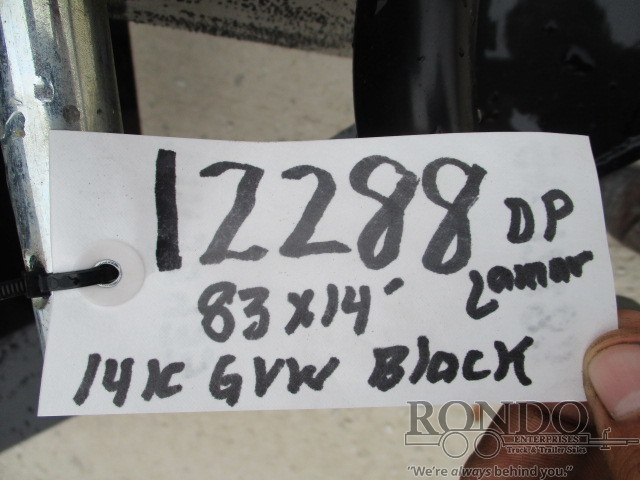 12288 DP
Lamar
83x14'
14K GVW Black
RONDO
ENTERPRISES
Truck & Trailer Sales
"We're always behind you."